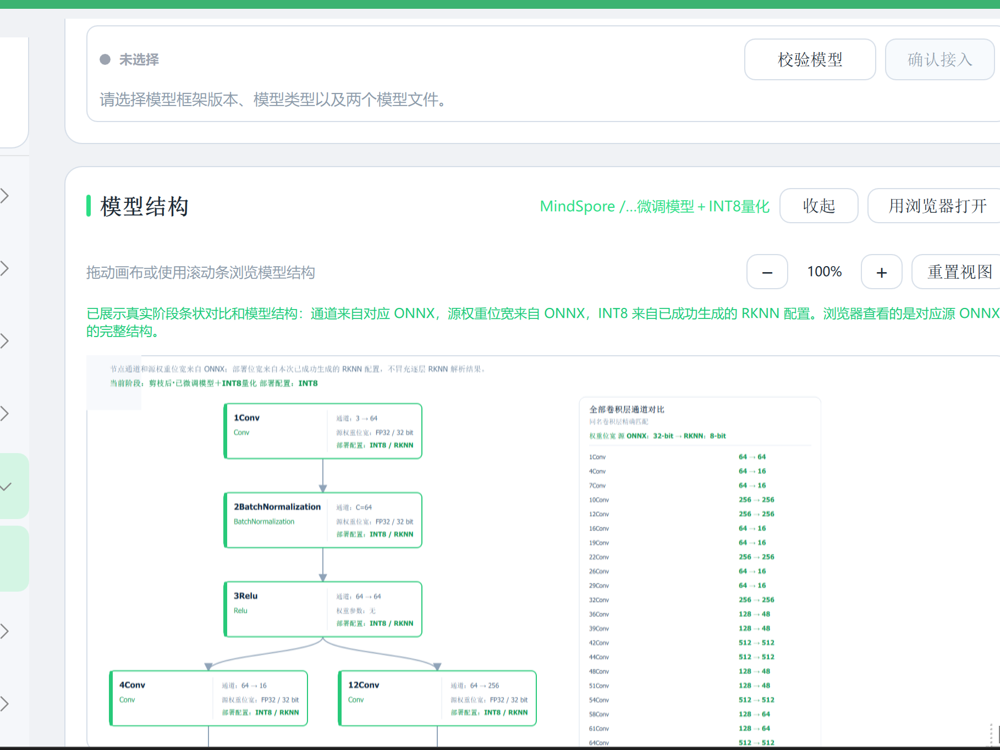 未选择
校验模型
确认接入
请选择模型框架版本、模型类型以及两个模型文件。
模型结构
MindSpore /...微调模型 + INT8量化
收起
用浏览器打开
拖动画布或使用滚动条浏览模型结构
−
100%
+
重置视图
已展示真实阶段条状对比和模型结构：通道来自对应 ONNX，源权重位宽来自 ONNX，INT8 来自已成功生成的 RKNN 配置。浏览器查看的是对应源 ONNX
的完整结构。
节点通道和源权重位宽来自 ONNX；部署位宽来自本次已成功生成的 RKNN 配置，不冒充逐层 RKNN 解析结果。
当前阶段：剪枝后·已微调模型＋INT8量化 部署配置：INT8
1Conv
Conv
通道：3 → 64
源权重位宽：FP32 / 32 bit
部署配置：INT8 / RKNN
2BatchNormalization
BatchNormalization
通道：C=64
源权重位宽：FP32 / 32 bit
部署配置：INT8 / RKNN
3Relu
Relu
通道：64 → 64
权重参数：无
部署配置：INT8 / RKNN
4Conv
Conv
通道：64 → 16
源权重位宽：FP32 / 32 bit
部署配置：INT8 / RKNN
12Conv
Conv
通道：64 → 256
源权重位宽：FP32 / 32 bit
部署配置：INT8 / RKNN
全部卷积层通道对比
同名卷积层精确匹配
权重位宽 源 ONNX：32-bit → RKNN：8-bit
1Conv 64 → 64
4Conv 64 → 16
7Conv 64 → 16
10Conv 256 → 256
12Conv 256 → 256
16Conv 64 → 16
19Conv 64 → 16
22Conv 256 → 256
26Conv 64 → 16
29Conv 64 → 16
32Conv 256 → 256
36Conv 128 → 48
39Conv 128 → 48
42Conv 512 → 512
44Conv 512 → 512
48Conv 128 → 48
51Conv 128 → 48
54Conv 512 → 512
58Conv 128 → 64
61Conv 128 → 64
64Conv 512 → 512